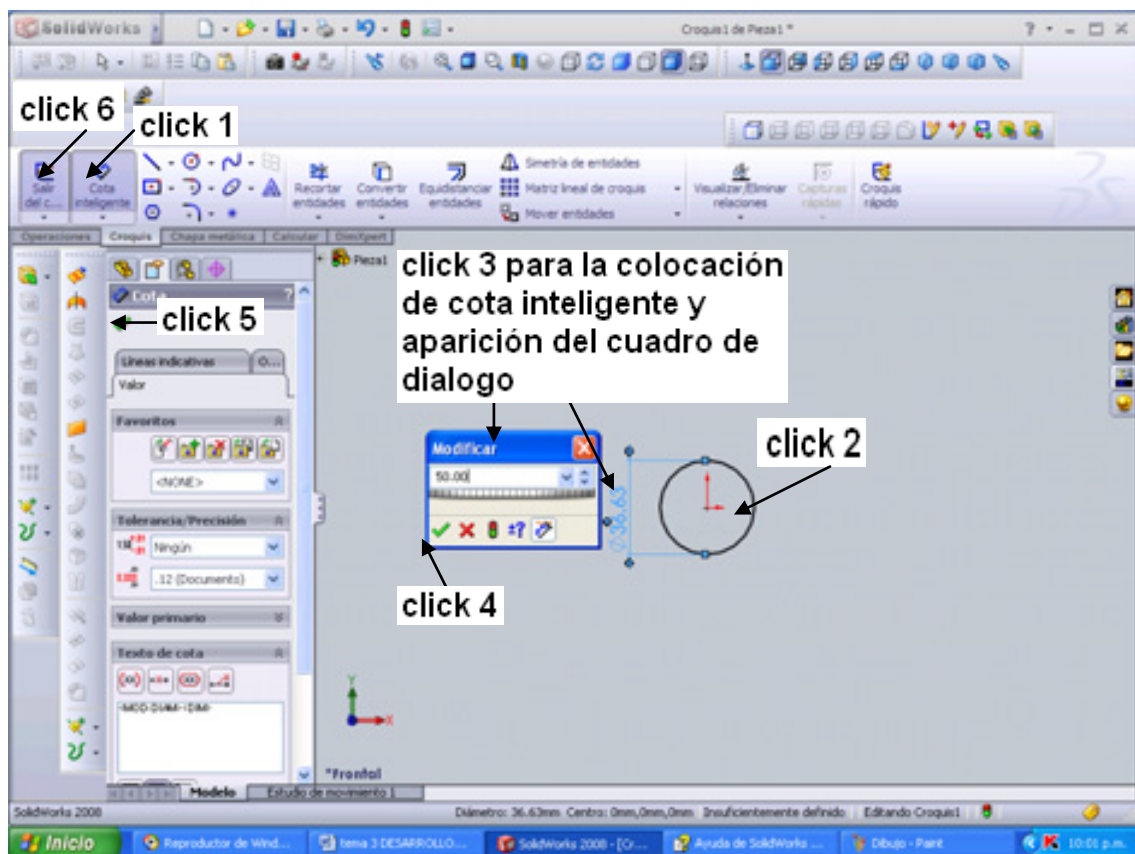 SolidWorks
Croquis1 de Pieza1 *
click 6
click 1
Salir del c...
Cota inteligente
Recortar entidades
Convertir entidades
Equidistanciar entidades
Simetría de entidades
Matriz lineal de croquis
Mover entidades
Visualizar/Eliminar relaciones
Capturas rápidas
Croquis rápido
Operaciones
Croquis
Chapa metálica
Calcular
DimXpert
Pieza1
click 3 para la colocación
de cota inteligente y
aparición del cuadro de
dialogo
Cota
?
click 5
Líneas indicativas
O...
Valor
Favoritos
<NONE>
Tolerancia/Precisión
Ningún
.12 (Documento)
Valor primario
Texto de cota
<MOD-DIAM><DIM>
Modificar
50.00
click 4
Ø36.63
click 2
Y
X
*Frontal
Modelo
Estudio de movimiento 1
SolidWorks 2008
Diámetro: 36.63mm Centro: 0mm,0mm,0mm
Insuficientemente definido
Editando Croquis1
Inicio
Reproductor de Wind...
tema 3 DESARROLLO...
SolidWorks 2008 - [Cr...
Ayuda de SolidWorks ...
Dibujo - Paint
10:01 p.m.